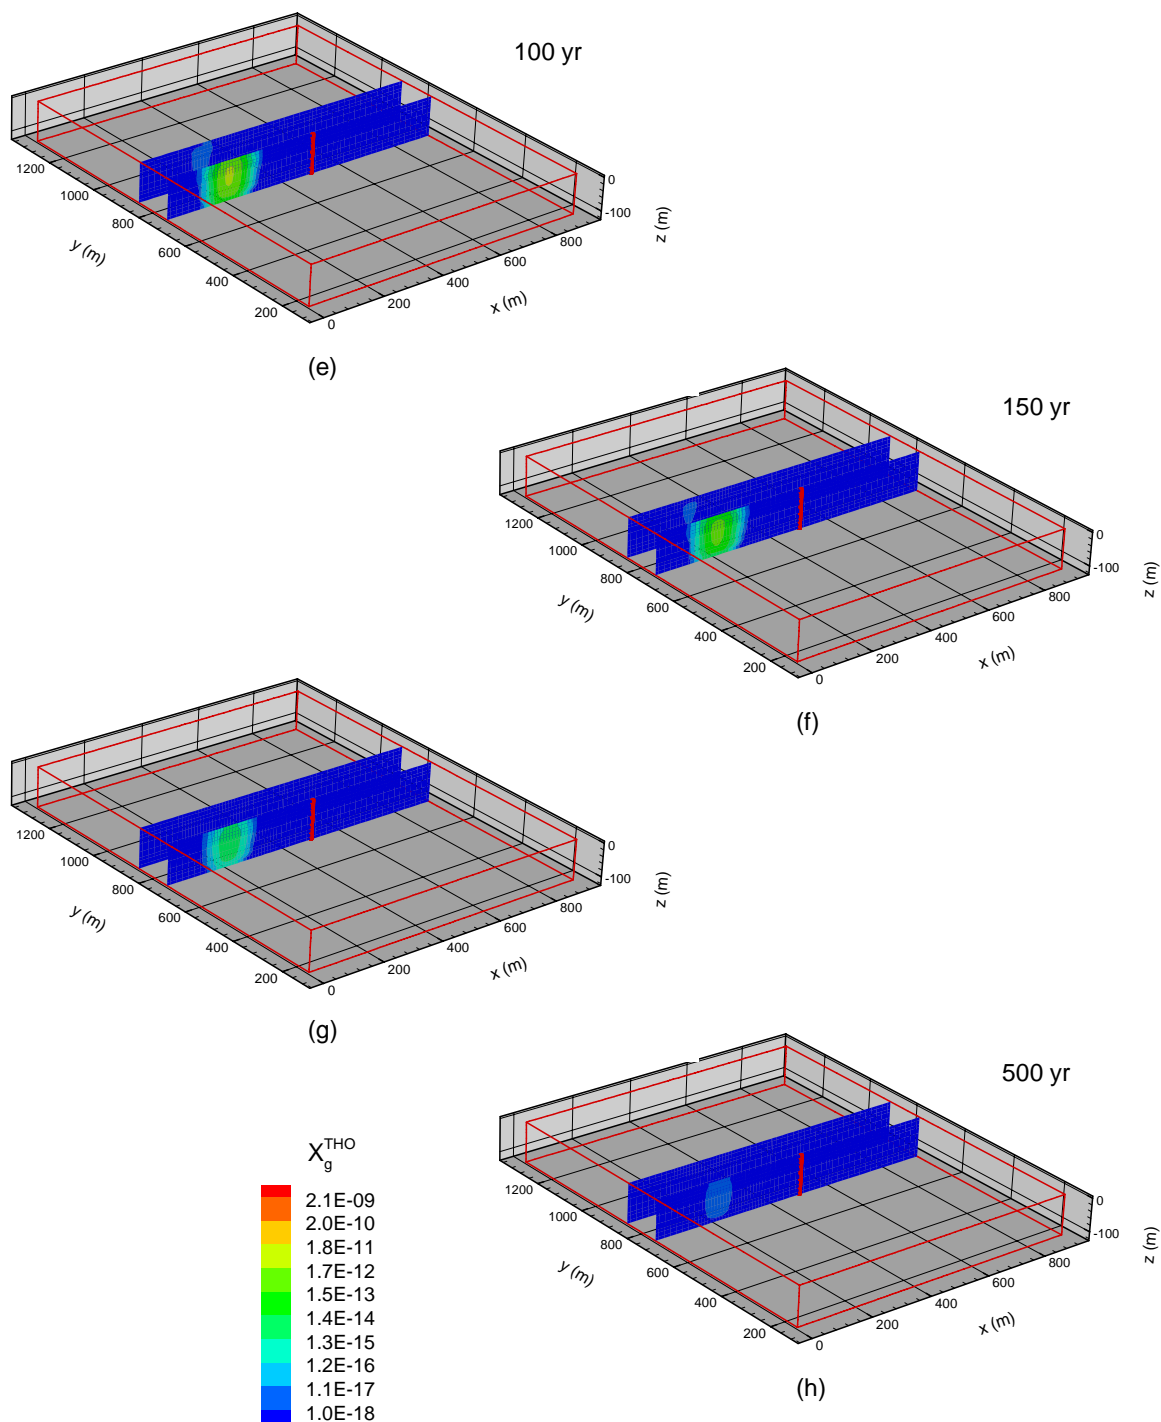 100 yr
0
-100
z (m)
1200
1000
800
600
400
200
y (m)
0
200
400
600
800
x (m)
(e)
150 yr
0
-100
z (m)
1200
1000
800
600
400
200
y (m)
0
200
400
600
800
x (m)
(f)
0
-100
z (m)
1200
1000
800
600
400
200
y (m)
0
200
400
600
800
x (m)
(g)
500 yr
0
-100
z (m)
1200
1000
800
600
400
200
y (m)
0
200
400
600
800
x (m)
(h)
X_g^THO
2.1E-09
2.0E-10
1.8E-11
1.7E-12
1.5E-13
1.4E-14
1.3E-15
1.2E-16
1.1E-17
1.0E-18